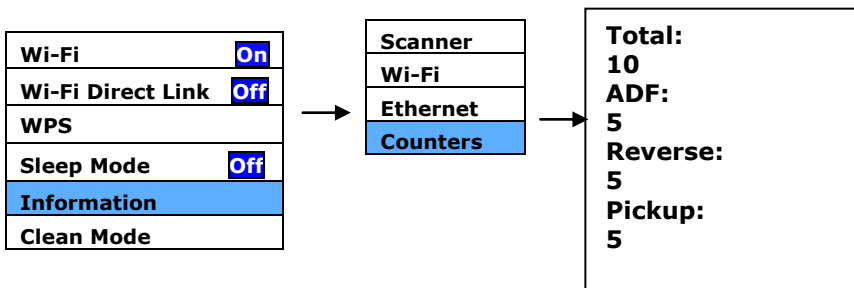 Wi-Fi On
Wi-Fi Direct Link Off
WPS
Sleep Mode Off
Information
Clean Mode
Scanner
Wi-Fi
Ethernet
Counters
Total:
10
ADF:
5
Reverse:
5
Pickup:
5